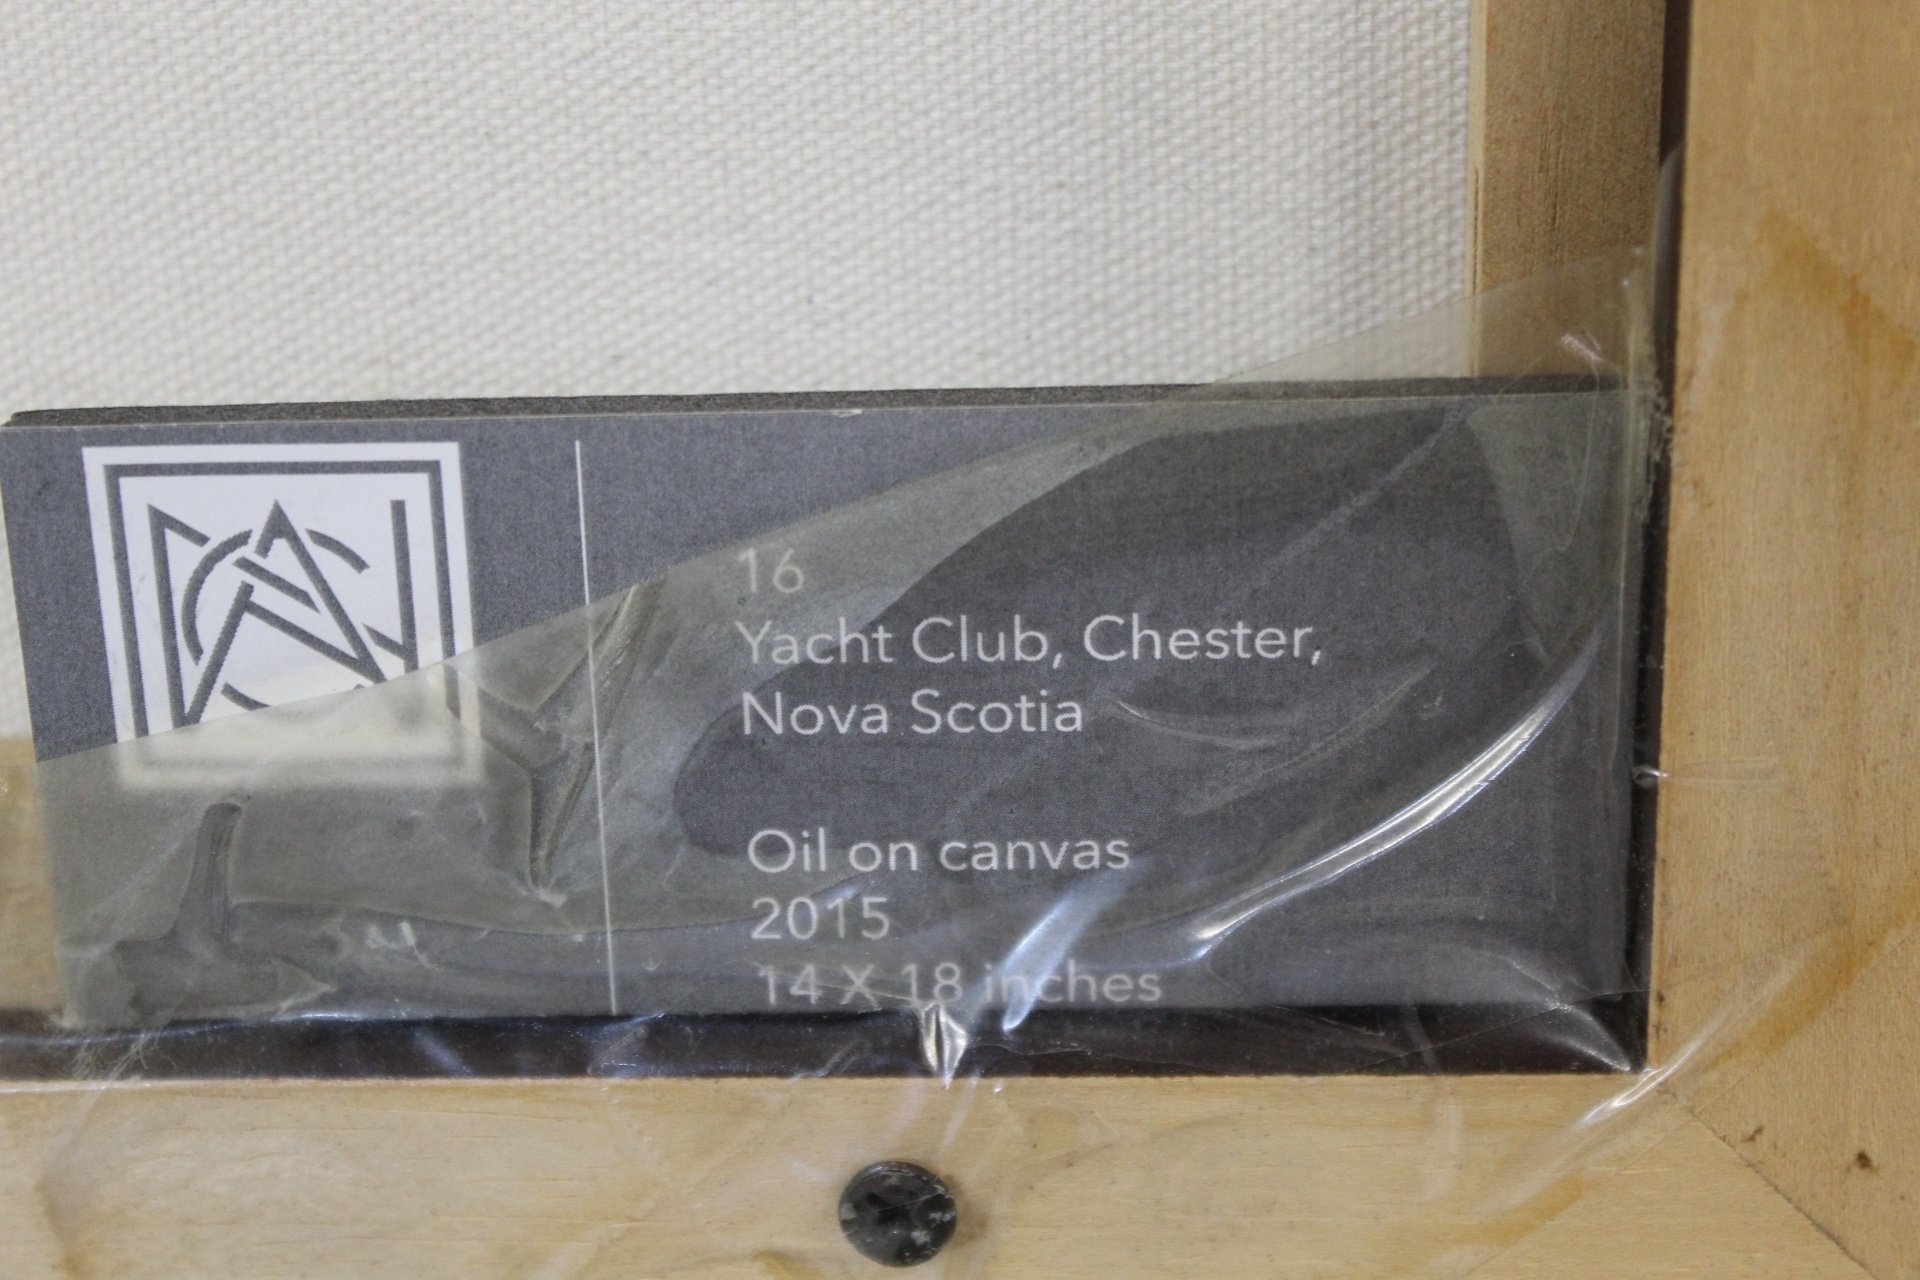 16
Yacht Club, Chester,
Nova Scotia
Oil on canvas
2015
14 X 18 inches